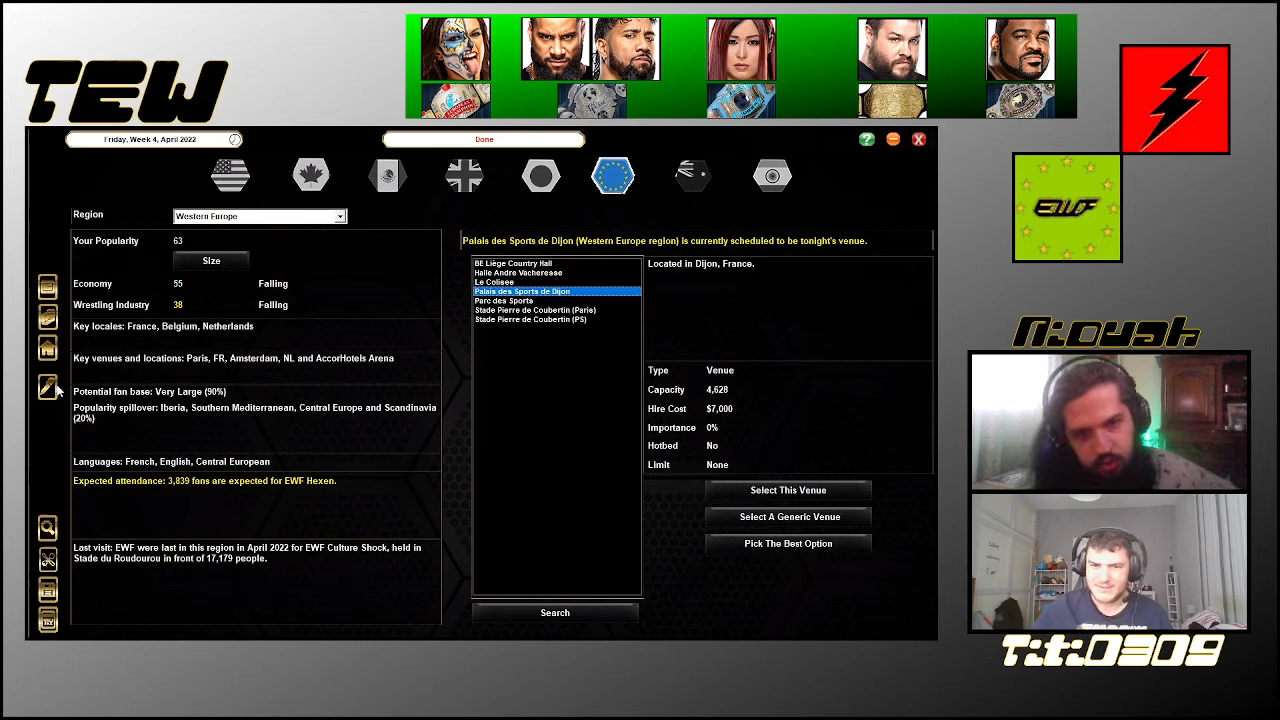 TEW
Friday, Week 4, April 2022
Done
EWF
Region
Western Europe
Your Popularity 63
Size
Economy 55 Falling
Wrestling Industry 38 Falling
Key locales: France, Belgium, Netherlands
Key venues and locations: Paris, FR, Amsterdam, NL and AccorHotels Arena
Potential fan base: Very Large (90%)
Popularity spillover: Iberia, Southern Mediterranean, Central Europe and Scandinavia
(20%)
Languages: French, English, Central European
Expected attendance: 3,839 fans are expected for EWF Hexen.
Last visit: EWF were last in this region in April 2022 for EWF Culture Shock, held in
Stade du Roudourou in front of 17,179 people.
Palais des Sports de Dijon (Western Europe region) is currently scheduled to be tonight's venue.
BE Liège Country Hall
Halle Andre Vacheresse
Le Colisee
Palais des Sports de Dijon
Parc des Sports
Stade Pierre de Coubertin (Paris)
Stade Pierre de Coubertin (PS)
Search
Located in Dijon, France.
Type Venue
Capacity 4,628
Hire Cost $7,000
Importance 0%
Hotbed No
Limit None
Select This Venue
Select A Generic Venue
Pick The Best Option
T:t:0309